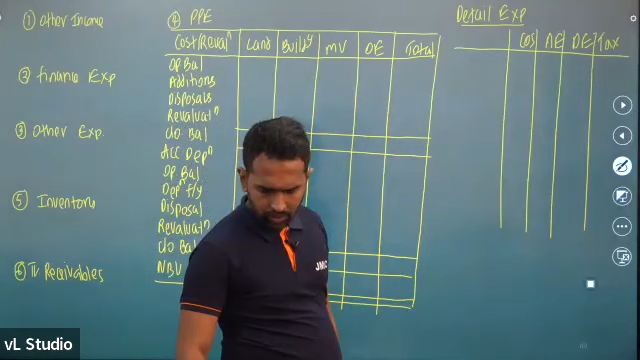 ① Other Income
② Finance Exp
③ Other Exp.
⑤ Inventory
⑥ Tr Receivables
④ PPE
Cost/Revalⁿ Land Buildᵍ MV OE Total
Op Bal
Additions
Disposals
Revaluatⁿ
Clo Bal
Acc Depⁿ
Op Bal
Depⁿ f/y
Disposal
Revaluatⁿ
Clo Bal
NBV
Detail Exp
COS AE DE Tax
JMC
vL Studio